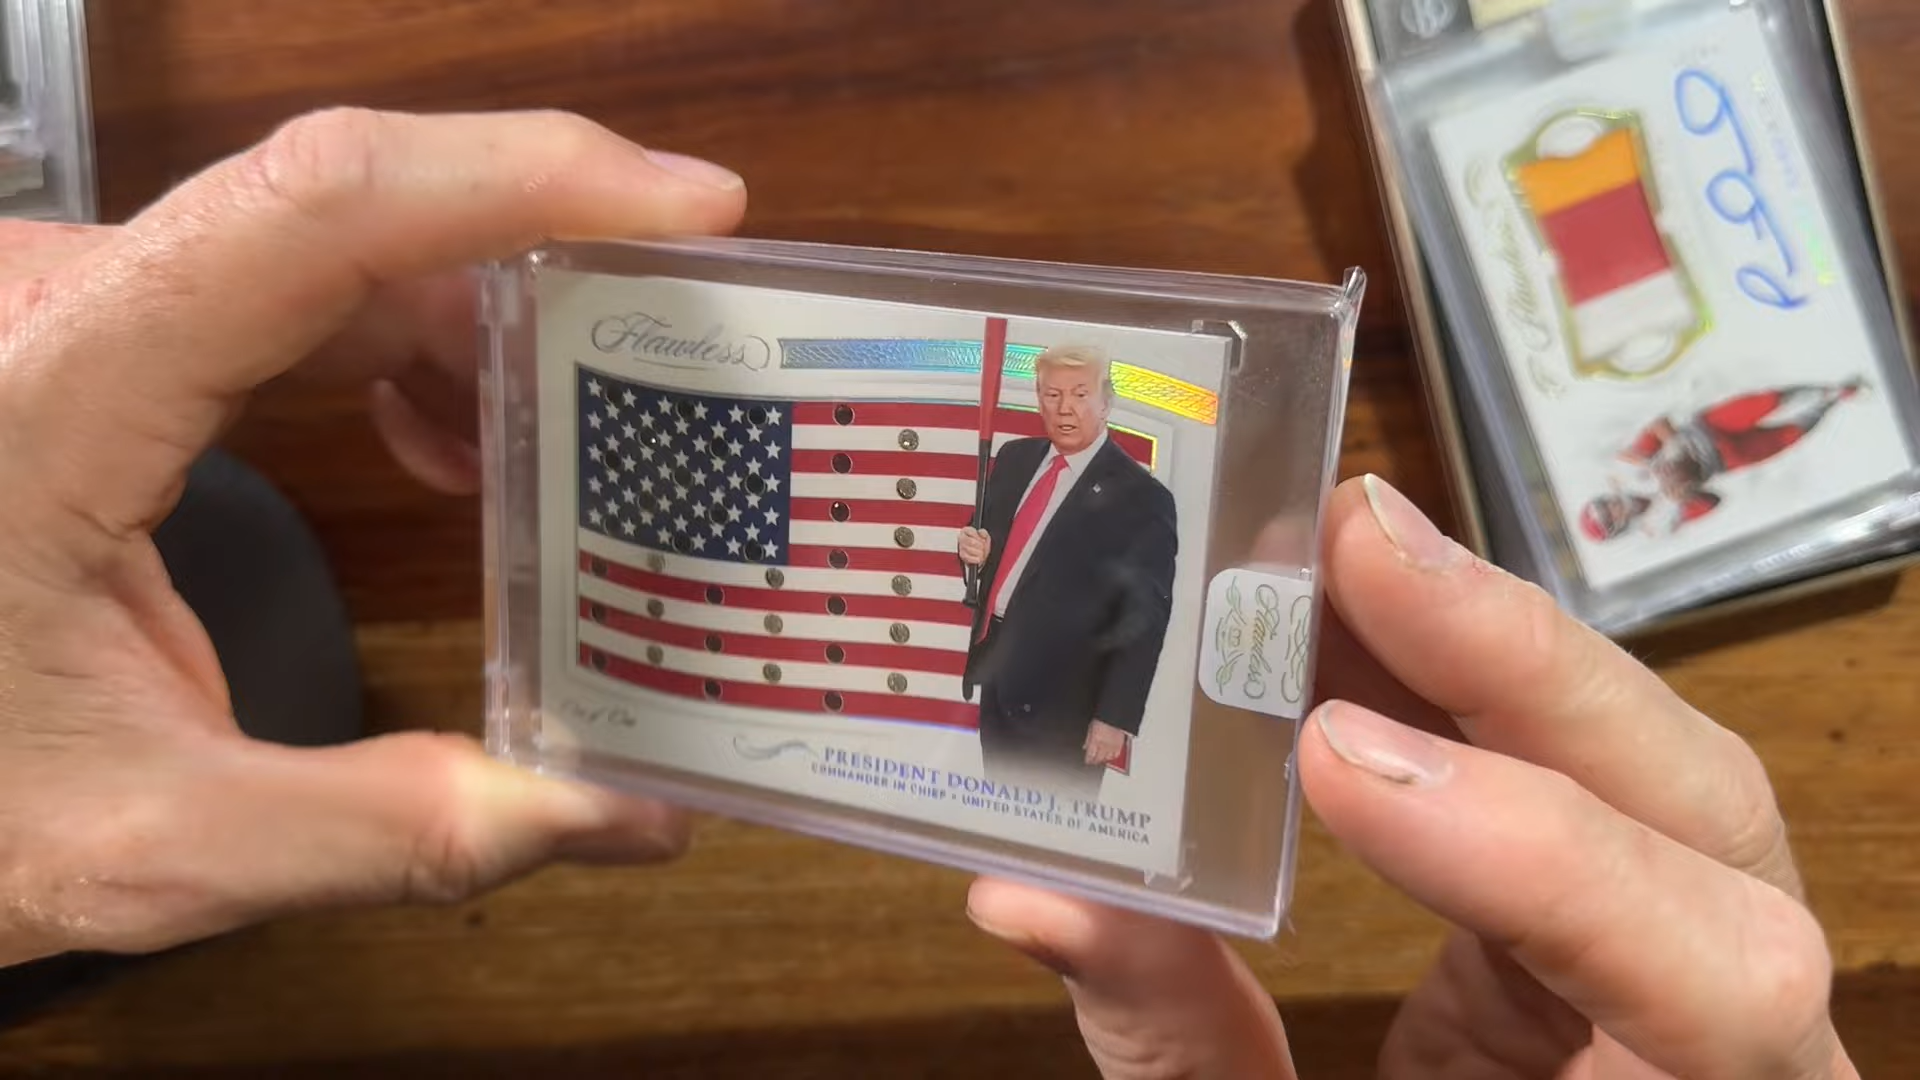 Flawless
One of One
PRESIDENT DONALD J. TRUMP
COMMANDER IN CHIEF • UNITED STATES OF AMERICA
Flawless
Flawless